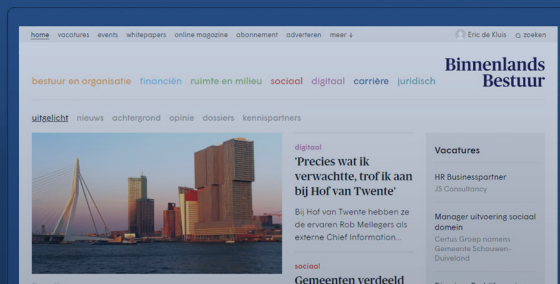 home vacatures events whitepapers online magazine abonnement adverteren meer ↓ Eric de Kluis zoeken
Binnenlands
Bestuur
bestuur en organisatie financiën ruimte en milieu sociaal digitaal carrière juridisch
uitgelicht nieuws achtergrond opinie dossiers kennispartners
digitaal
'Precies wat ik
verwachtte, trof ik aan
bij Hof van Twente'
Bij Hof van Twente hebben ze
de ervaren Rob Mellegers als
externe Chief Information...
sociaal
Gemeenten verdeeld
Vacatures
HR Businesspartner
JS Consultancy
Manager uitvoering sociaal
domein
Certus Groep namens
Gemeente Schouwen-
Duiveland